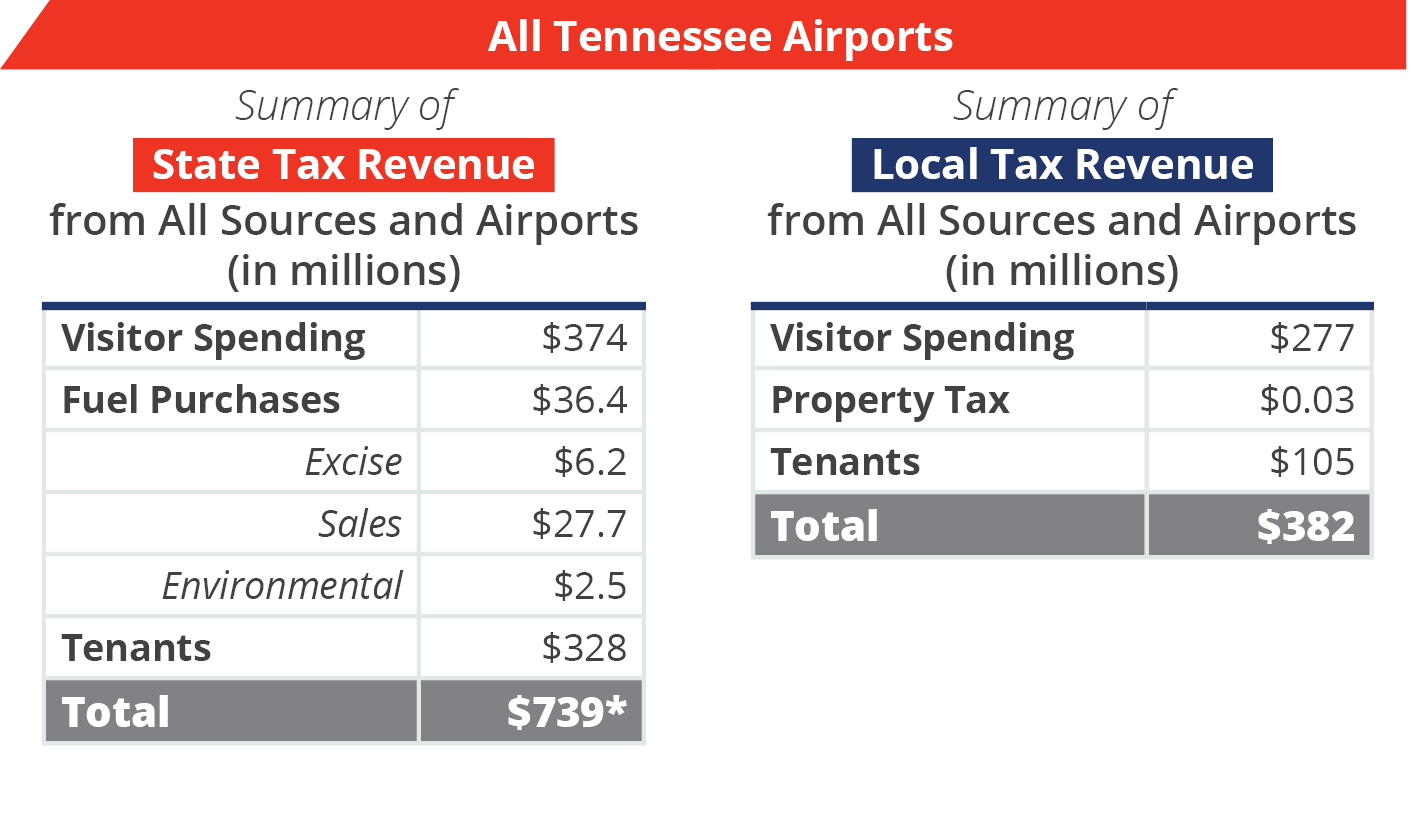 All Tennessee Airports
Summary of
State Tax Revenue
from All Sources and Airports
(in millions)
Visitor Spending $374
Fuel Purchases $36.4
Excise $6.2
Sales $27.7
Environmental $2.5
Tenants $328
Total $739*
Summary of
Local Tax Revenue
from All Sources and Airports
(in millions)
Visitor Spending $277
Property Tax $0.03
Tenants $105
Total $382